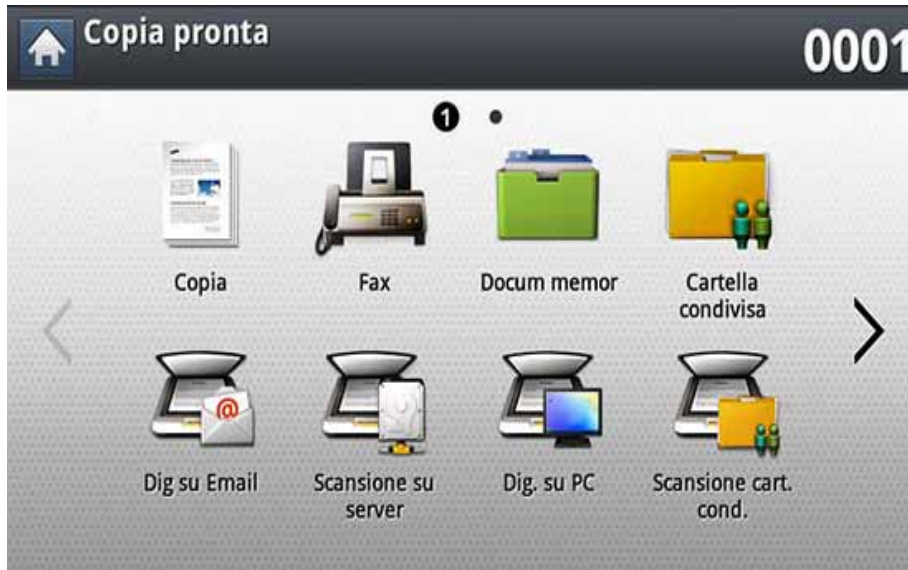 Copia pronta
0001
1
Copia
Fax
Docum memor
Cartella
condivisa
@
Dig su Email
Scansione su
server
Dig. su PC
Scansione cart.
cond.